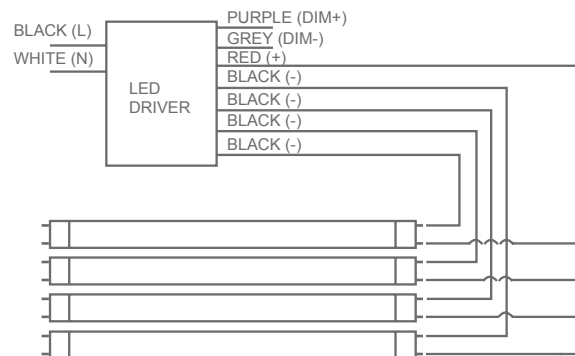 BLACK (L)
WHITE (N)
LED
DRIVER
PURPLE (DIM+)
GREY (DIM-)
RED (+)
BLACK (-)
BLACK (-)
BLACK (-)
BLACK (-)